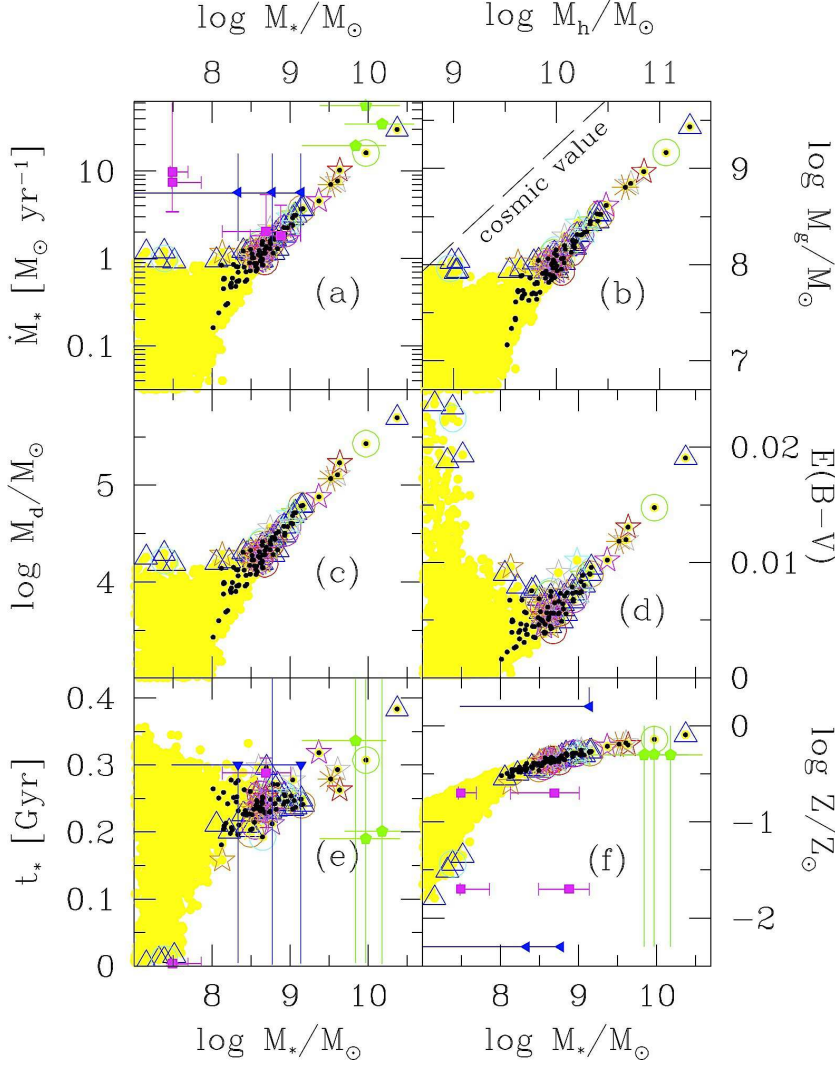 log M*/M⊙ log Mh/M⊙
8 9 10 9 10 11
10
1
0.1
Ṁ* [M⊙ yr⁻¹]
(a)
cosmic value
(b)
9
8
7
log Mg/M⊙
5
4
log Md/M⊙
(c)
(d)
0.02
0.01
0
E(B−V)
0.4
0.3
0.2
0.1
0
t* [Gyr]
(e)
(f)
0
−1
−2
log Z/Z⊙
8 9 10 8 9 10
log M*/M⊙ log M*/M⊙